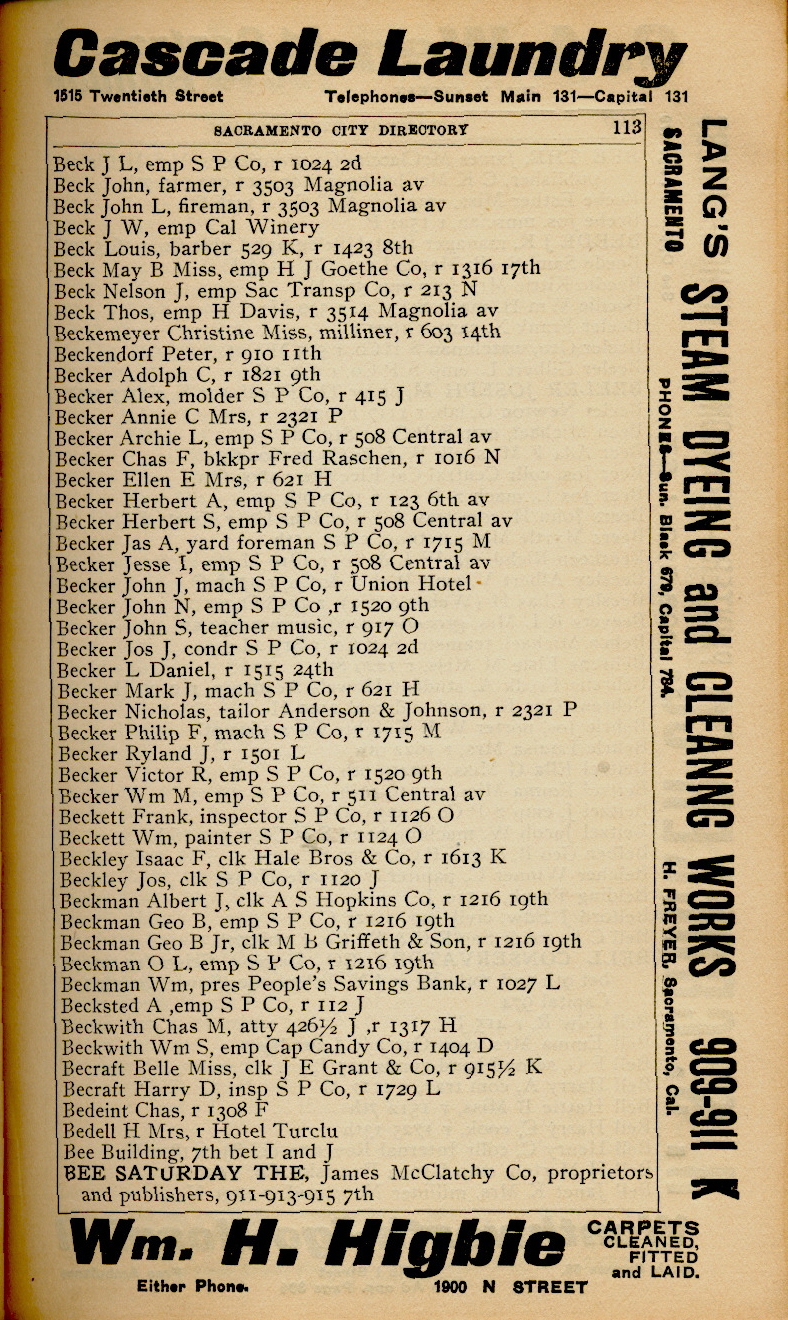 Cascade Laundry
1515 Twentieth Street Telephones—Sunset Main 131—Capital 131
SACRAMENTO CITY DIRECTORY 113
Beck J L, emp S P Co, r 1024 2d
Beck John, farmer, r 3503 Magnolia av
Beck John L, fireman, r 3503 Magnolia av
Beck J W, emp Cal Winery
Beck Louis, barber 529 K, r 1423 8th
Beck May B Miss, emp H J Goethe Co, r 1316 17th
Beck Nelson J, emp Sac Transp Co, r 213 N
Beck Thos, emp H Davis, r 3514 Magnolia av
Beckemeyer Christine Miss, milliner, r 603 14th
Beckendorf Peter, r 910 11th
Becker Adolph C, r 1821 9th
Becker Alex, molder S P Co, r 415 J
Becker Annie C Mrs, r 2321 P
Becker Archie L, emp S P Co, r 508 Central av
Becker Chas F, bkkpr Fred Raschen, r 1016 N
Becker Ellen E Mrs, r 621 H
Becker Herbert A, emp S P Co, r 123 6th av
Becker Herbert S, emp S P Co, r 508 Central av
Becker Jas A, yard foreman S P Co, r 1715 M
Becker Jesse I, emp S P Co, r 508 Central av
Becker John J, mach S P Co, r Union Hotel
Becker John N, emp S P Co ,r 1520 9th
Becker John S, teacher music, r 917 O
Becker Jos J, condr S P Co, r 1024 2d
Becker L Daniel, r 1515 24th
Becker Mark J, mach S P Co, r 621 H
Becker Nicholas, tailor Anderson & Johnson, r 2321 P
Becker Philip F, mach S P Co, r 1715 M
Becker Ryland J, r 1501 L
Becker Victor R, emp S P Co, r 1520 9th
Becker Wm M, emp S P Co, r 511 Central av
Beckett Frank, inspector S P Co, r 1126 O
Beckett Wm, painter S P Co, r 1124 O
Beckley Isaac F, clk Hale Bros & Co, r 1613 K
Beckley Jos, clk S P Co, r 1120 J
Beckman Albert J, clk A S Hopkins Co, r 1216 19th
Beckman Geo B, emp S P Co, r 1216 19th
Beckman Geo B Jr, clk M B Griffeth & Son, r 1216 19th
Beckman O L, emp S P Co, r 1216 19th
Beckman Wm, pres People's Savings Bank, r 1027 L
Becksted A ,emp S P Co, r 112 J
Beckwith Chas M, atty 426½ J ,r 1317 H
Beckwith Wm S, emp Cap Candy Co, r 1404 D
Becraft Belle Miss, clk J E Grant & Co, r 915½ K
Becraft Harry D, insp S P Co, r 1729 L
Bedeint Chas, r 1308 F
Bedell H Mrs, r Hotel Turclu
Bee Building, 7th bet I and J
BEE SATURDAY THE, James McClatchy Co, proprietors
and publishers, 911-913-915 7th
LANG'S STEAM DYEING and CLEANING WORKS 909-911 K
SACRAMENTO PHONES—Sun. Black 679, Capital 784. H. FREYER, Sacramento, Cal.
Wm. H. Higbie
CARPETS
CLEANED,
FITTED
and LAID.
Either Phone. 1900 N STREET